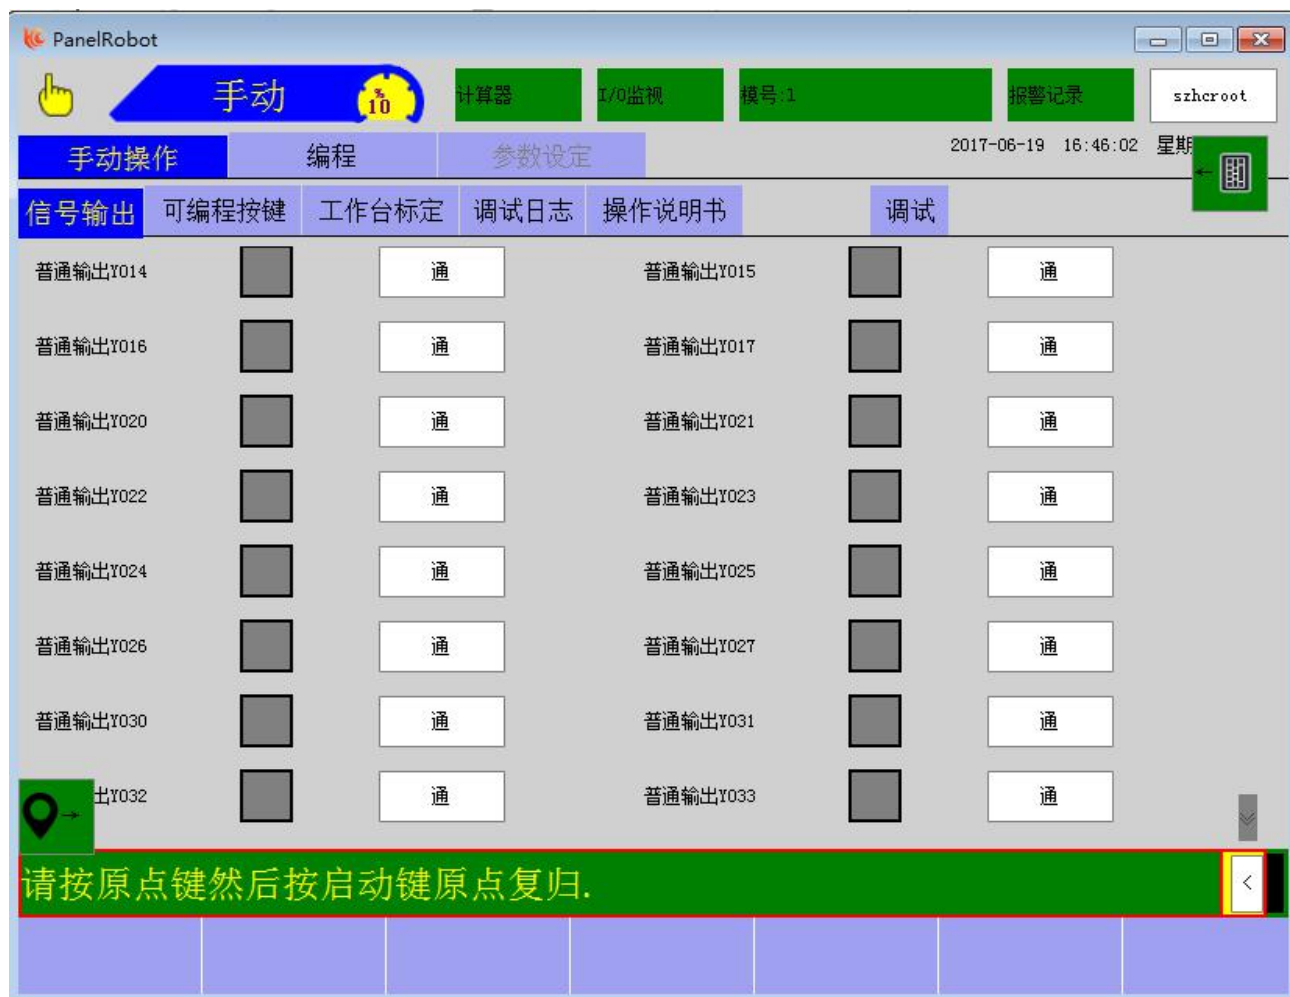 PanelRobot
手动 % 10 计算器 I/O监视 模号:1 报警记录 szhcroot
手动操作 编程 参数设定 2017-06-19 16:46:02 星期
信号输出 可编程按键 工作台标定 调试日志 操作说明书 调试
普通输出Y014 通 普通输出Y015 通
普通输出Y016 通 普通输出Y017 通
普通输出Y020 通 普通输出Y021 通
普通输出Y022 通 普通输出Y023 通
普通输出Y024 通 普通输出Y025 通
普通输出Y026 通 普通输出Y027 通
普通输出Y030 通 普通输出Y031 通
出Y032 通 普通输出Y033 通
请按原点键然后按启动键原点复归.